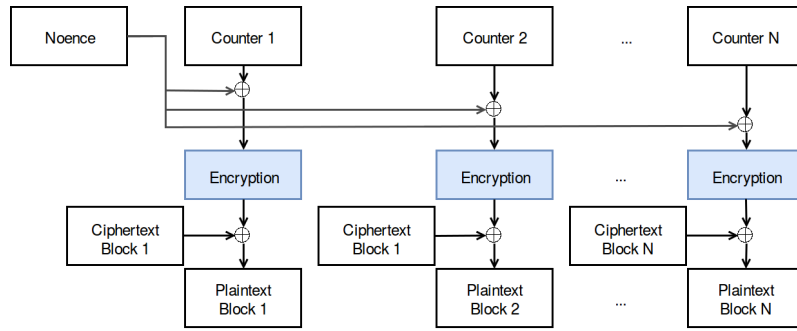 Noence
Counter 1
Counter 2
...
Counter N
Encryption
Encryption
...
Encryption
Ciphertext
Block 1
Ciphertext
Block 1
Ciphertext
Block N
Plaintext
Block 1
Plaintext
Block 2
...
Plaintext
Block N